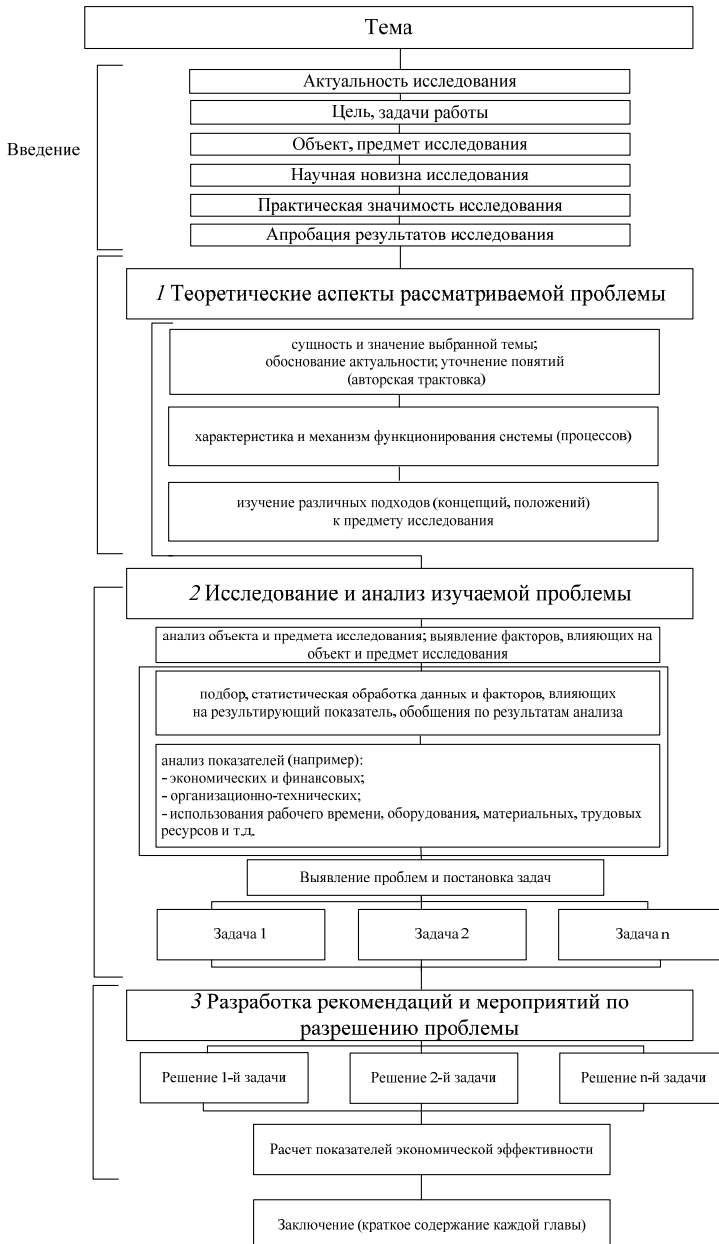 Тема
Введение
Актуальность исследования
Цель, задачи работы
Объект, предмет исследования
Научная новизна исследования
Практическая значимость исследования
Апробация результатов исследования
1 Теоретические аспекты рассматриваемой проблемы
сущность и значение выбранной темы;
обоснование актуальности; уточнение понятий
(авторская трактовка)
характеристика и механизм функционирования системы (процессов)
изучение различных подходов (концепций, положений)
к предмету исследования
2 Исследование и анализ изучаемой проблемы
анализ объекта и предмета исследования; выявление факторов, влияющих на
объект и предмет исследования
подбор, статистическая обработка данных и факторов, влияющих
на результирующий показатель, обобщения по результатам анализа
анализ показателей (например):
- экономических и финансовых;
- организационно-технических;
- использования рабочего времени, оборудования, материальных, трудовых
ресурсов и т.д.
Выявление проблем и постановка задач
Задача 1
Задача 2
Задача n
3 Разработка рекомендаций и мероприятий по
разрешению проблемы
Решение 1-й задачи
Решение 2-й задачи
Решение n-й задачи
Расчет показателей экономической эффективности
Заключение (краткое содержание каждой главы)